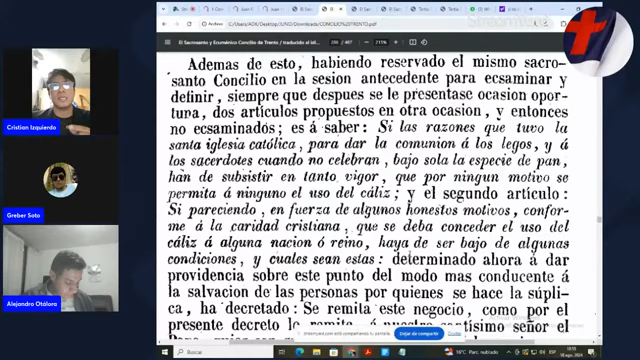 CONCILIO TRENTO.pdf
El Sacrosanto y Ecuménico Concilio de Trento / traducido al idi...
StreamYard
Ademas de esto, habiendo reservado el mismo sacro-
santo Concilio en la sesion antecedente para ecsaminar y
definir, siempre que despues se le presentase ocasion opor-
tuna, dos artículos propuestos en otra ocasion, y entonces
no ecsaminados; es á saber: Si las razones que tuvo la
santa iglesia católica, para dar la comunion á los legos, y á
los sacerdotes cuando no celebran, bajo sola la especie de pan,
han de subsistir en tanto vigor, que por ningun motivo se
permita á ninguno el uso del cáliz; y el segundo artículo:
Si pareciendo, en fuerza de algunos honestos motivos, confor-
me á la caridad cristiana, que se deba conceder el uso del
cáliz á alguna nacion ó reino, haya de ser bajo de algunas
condiciones, y cuales sean estas: determinado ahora á dar
providencia sobre este punto del modo mas conducente á
la salvacion de las personas por quienes se hace la súpli-
ca, ha decretado: Se remita este negocio, como por el
presente decreto lo remite, á nuestro santísimo señor el
Cristian Izquierdo
Greber Soto
Alejandro Otálora
Dejar de compartir
Buscar
16°C Parc. nublado
ESP